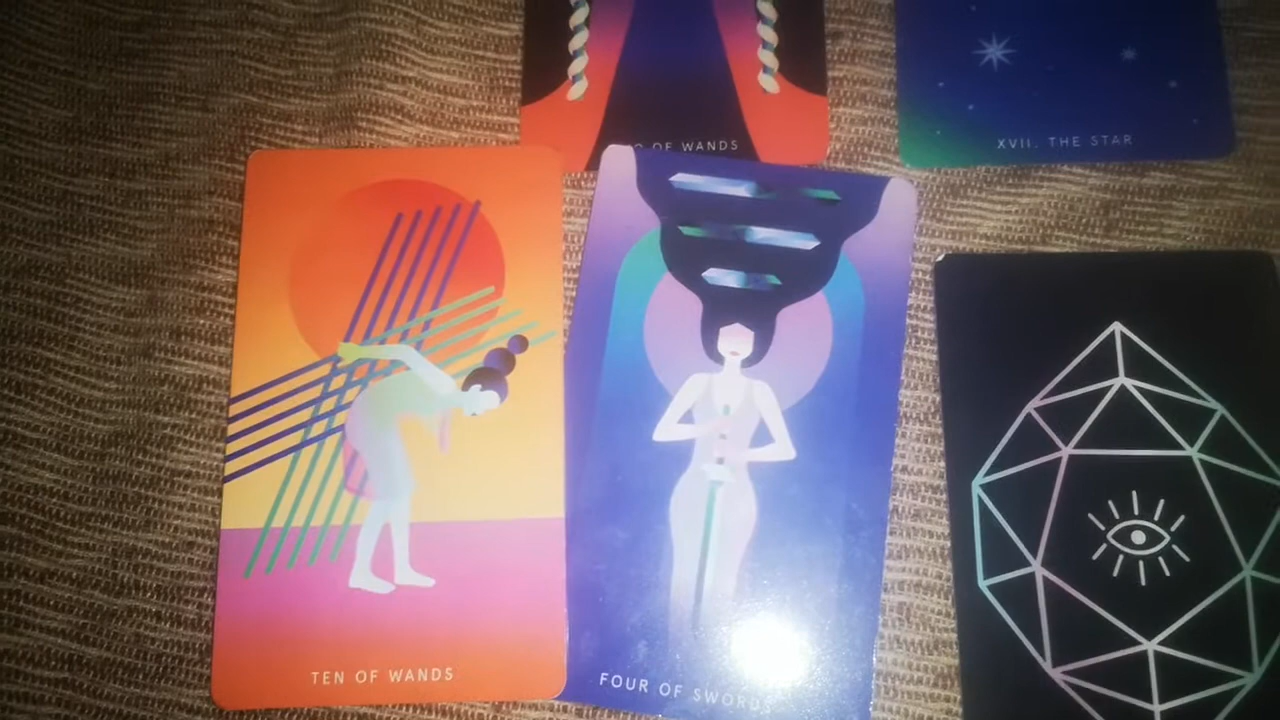 OF WANDS
XVII. THE STAR
TEN OF WANDS
FOUR OF SWORDS